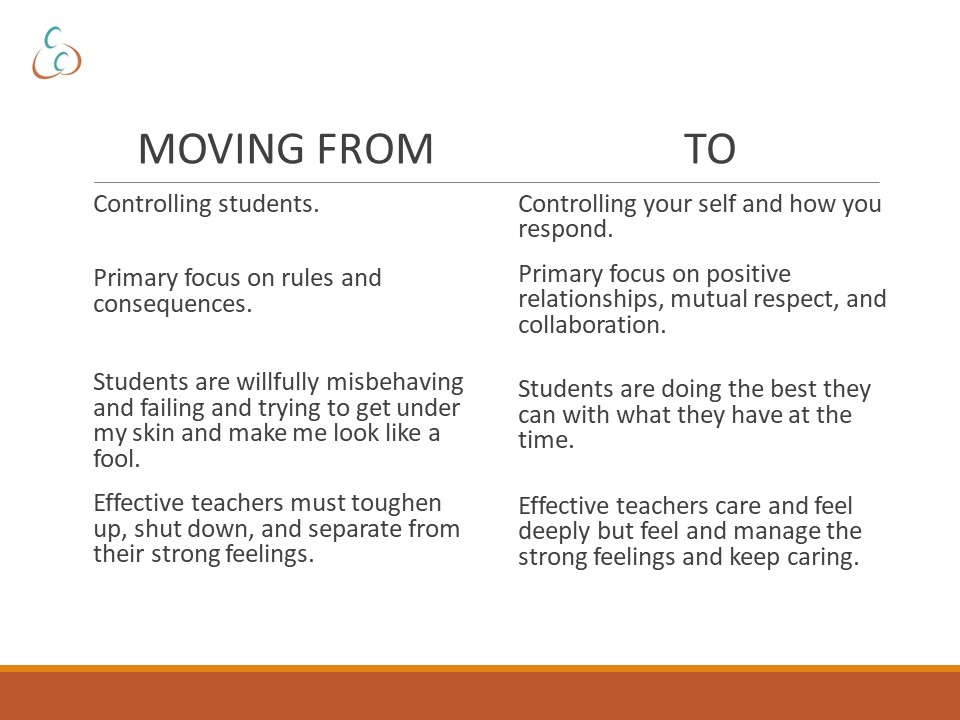 MOVING FROM
Controlling students.
Primary focus on rules and
consequences.
Students are willfully misbehaving
and failing and trying to get under
my skin and make me look like a
fool.
Effective teachers must toughen
up, shut down, and separate from
their strong feelings.
TO
Controlling your self and how you
respond.
Primary focus on positive
relationships, mutual respect, and
collaboration.
Students are doing the best they
can with what they have at the
time.
Effective teachers care and feel
deeply but feel and manage the
strong feelings and keep caring.